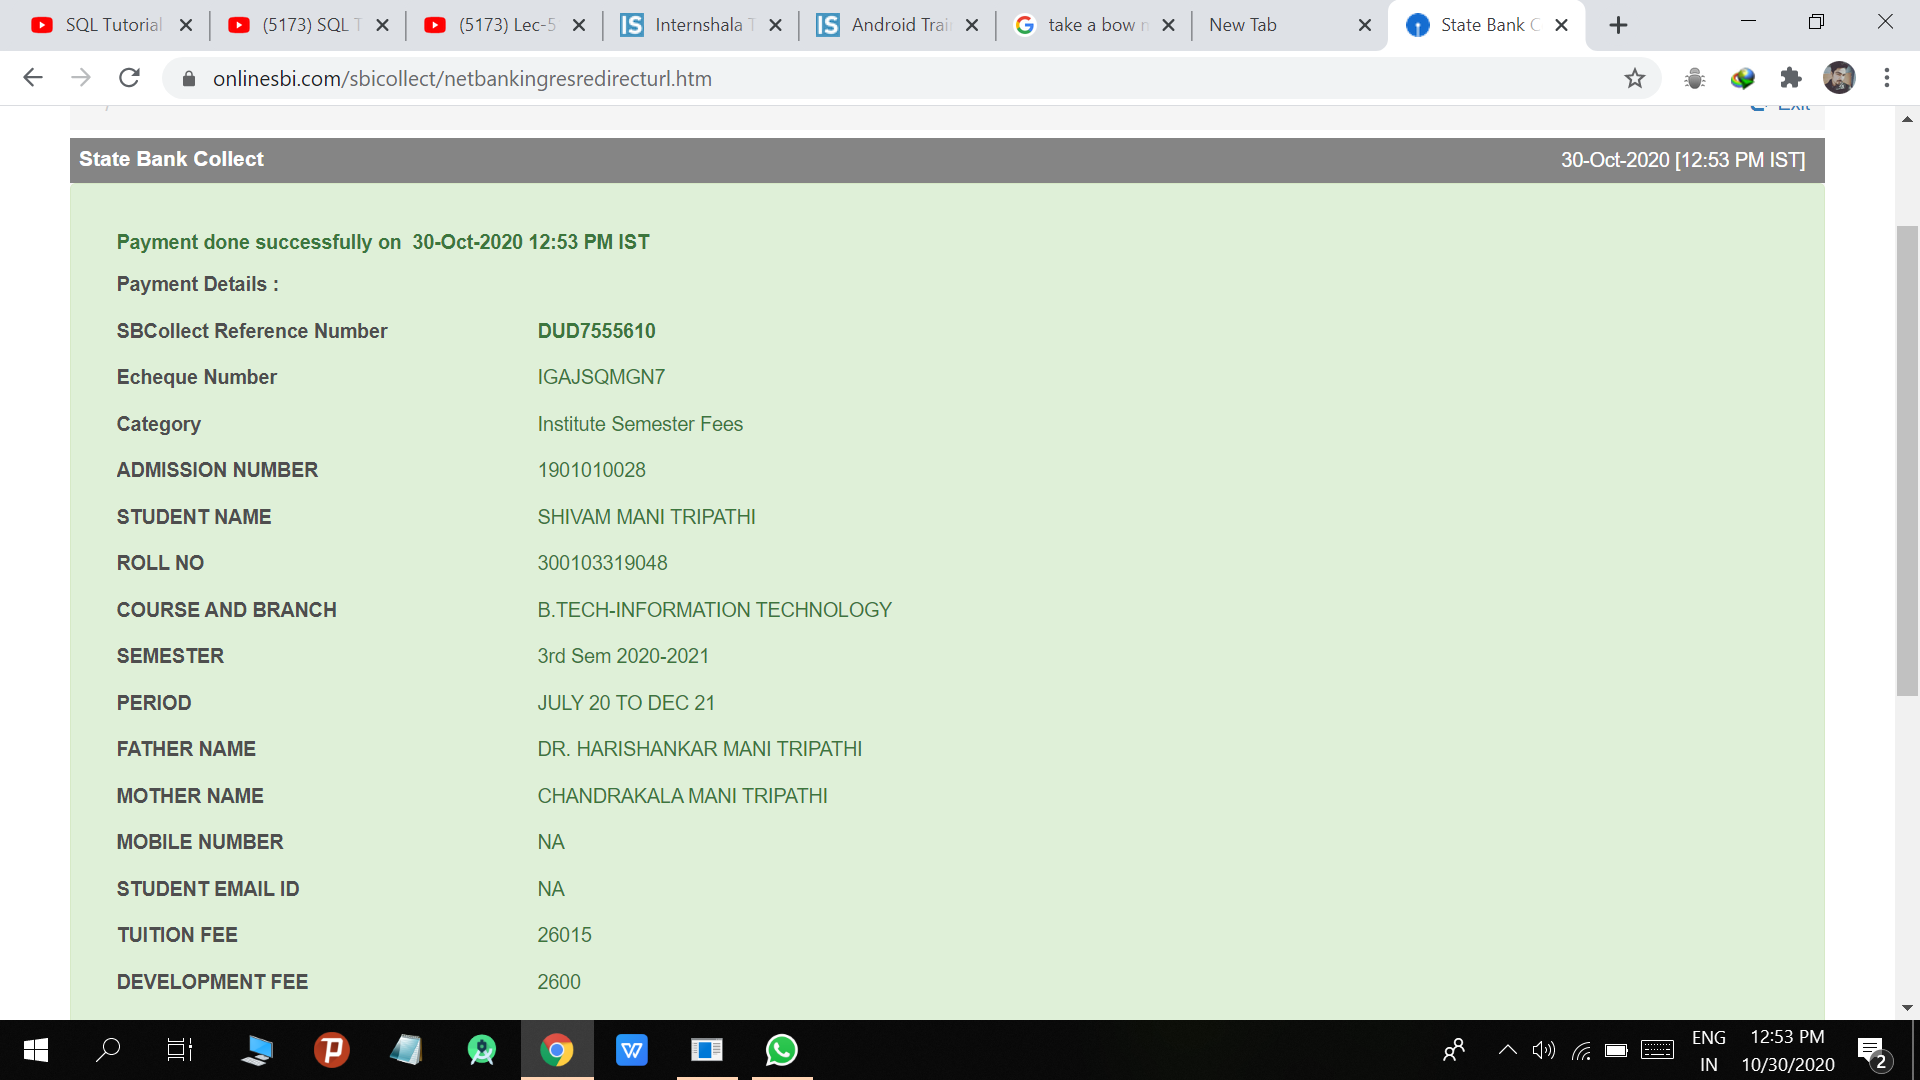 SQL Tutorial
(5173) SQL T
(5173) Lec-5
IS Internshala T
IS Android Trai
G take a bow n
New Tab
State Bank C
onlinesbi.com/sbicollect/netbankingresredirecturl.htm
Exit
State Bank Collect 30-Oct-2020 [12:53 PM IST]
Payment done successfully on 30-Oct-2020 12:53 PM IST
Payment Details :
SBCollect Reference Number DUD7555610
Echeque Number IGAJSQMGN7
Category Institute Semester Fees
ADMISSION NUMBER 1901010028
STUDENT NAME SHIVAM MANI TRIPATHI
ROLL NO 300103319048
COURSE AND BRANCH B.TECH-INFORMATION TECHNOLOGY
SEMESTER 3rd Sem 2020-2021
PERIOD JULY 20 TO DEC 21
FATHER NAME DR. HARISHANKAR MANI TRIPATHI
MOTHER NAME CHANDRAKALA MANI TRIPATHI
MOBILE NUMBER NA
STUDENT EMAIL ID NA
TUITION FEE 26015
DEVELOPMENT FEE 2600
ENG 12:53 PM
IN 10/30/2020 2